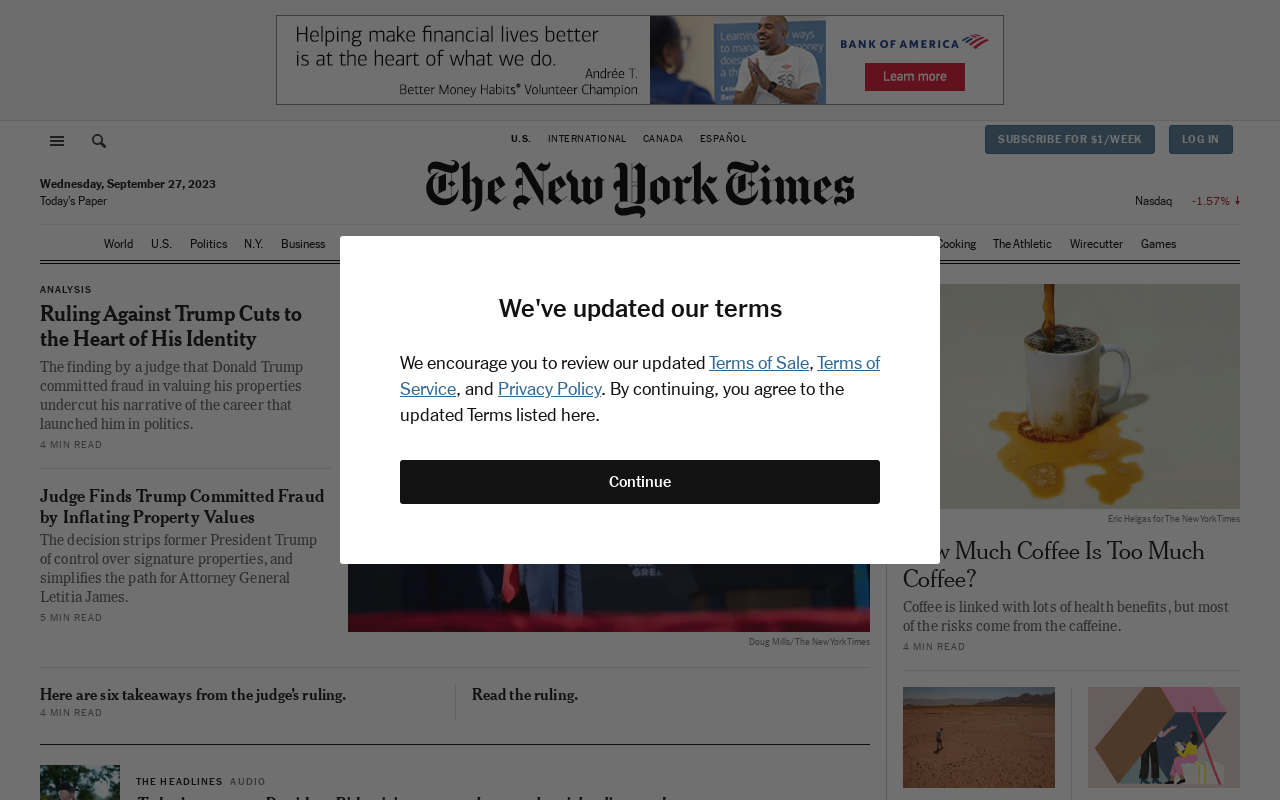 Helping make financial lives better
is at the heart of what we do.
Andrée T.
Better Money Habits® Volunteer Champion
BANK OF AMERICA
Learn more
U.S. INTERNATIONAL CANADA ESPAÑOL
SUBSCRIBE FOR $1/WEEK
LOG IN
The New York Times
Wednesday, September 27, 2023
Today's Paper
Nasdaq -1.57%
World U.S. Politics N.Y. Business Cooking The Athletic Wirecutter Games
We've updated our terms
We encourage you to review our updated Terms of Sale, Terms of
Service, and Privacy Policy. By continuing, you agree to the
updated Terms listed here.
Continue
ANALYSIS
Ruling Against Trump Cuts to
the Heart of His Identity
The finding by a judge that Donald Trump
committed fraud in valuing his properties
undercut his narrative of the career that
launched him in politics.
4 MIN READ
Judge Finds Trump Committed Fraud
by Inflating Property Values
The decision strips former President Trump
of control over signature properties, and
simplifies the path for Attorney General
Letitia James.
5 MIN READ
Doug Mills/The New York Times
Here are six takeaways from the judge's ruling.
4 MIN READ
Read the ruling.
THE HEADLINES AUDIO
Eric Helgas for The New York Times
Much Coffee Is Too Much
Coffee?
Coffee is linked with lots of health benefits, but most
of the risks come from the caffeine.
4 MIN READ